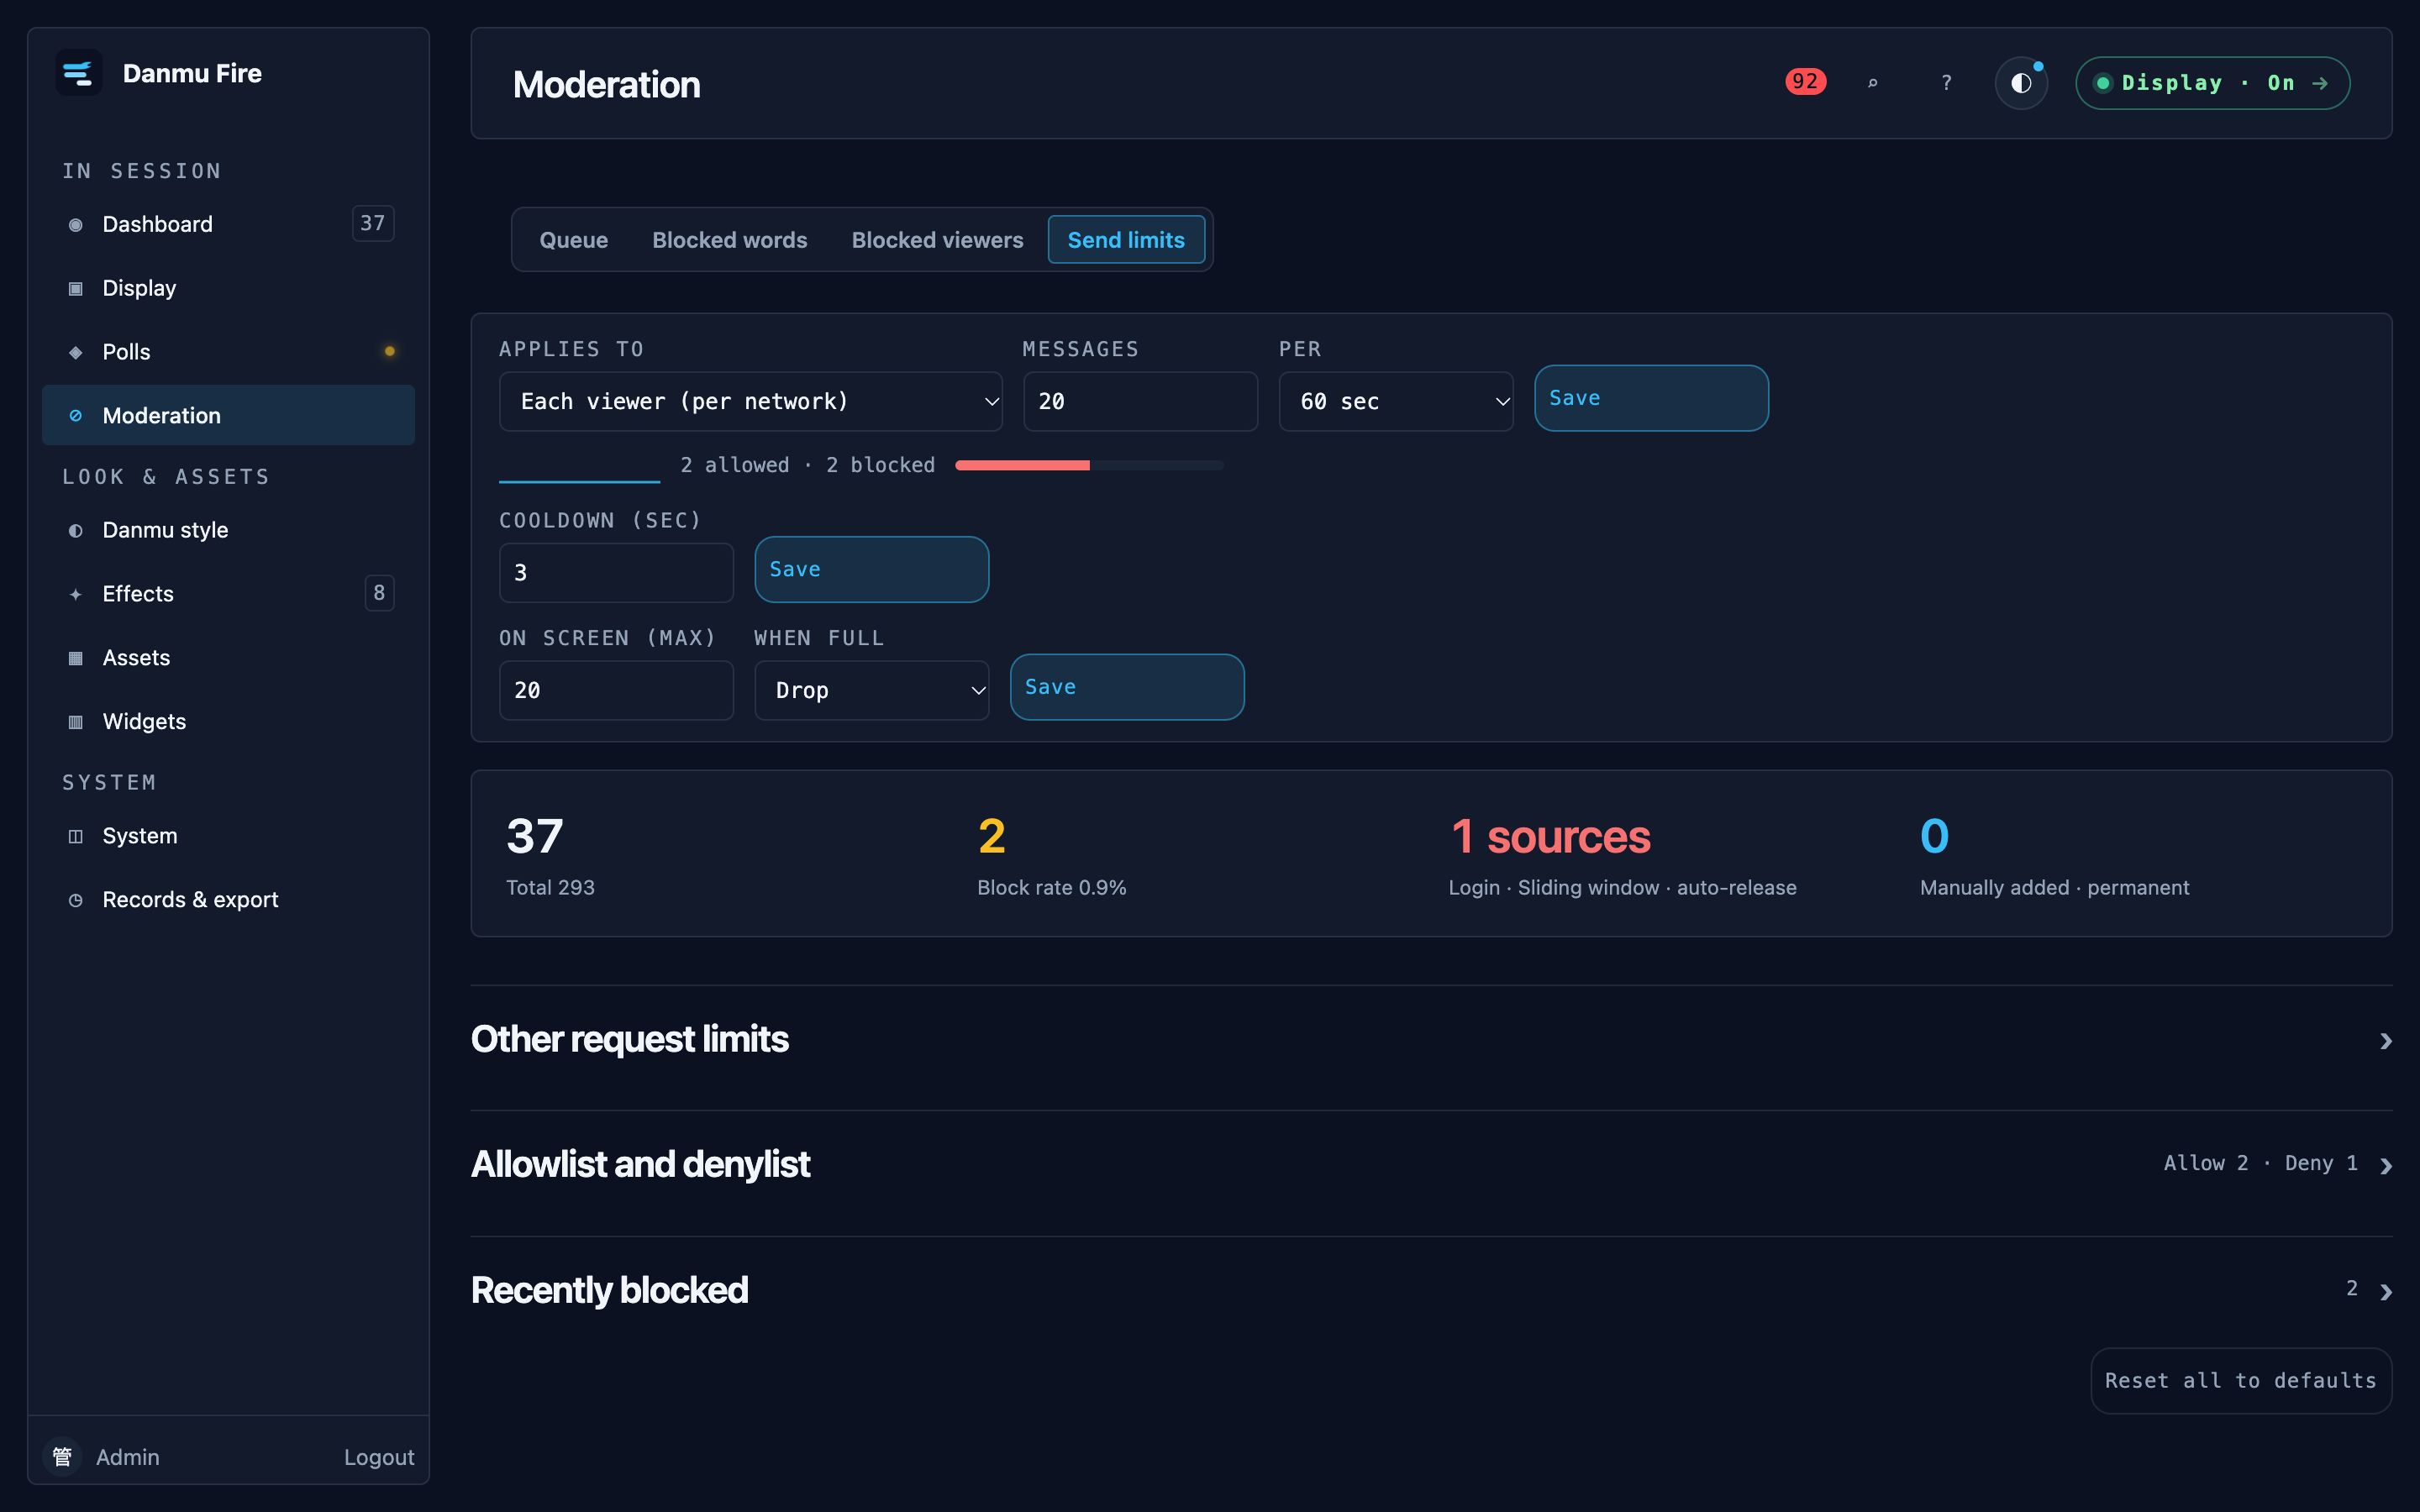 Danmu Fire
IN SESSION
Dashboard 37
Display
Polls
Moderation
LOOK & ASSETS
Danmu style
Effects 8
Assets
Widgets
SYSTEM
System
Records & export
管 Admin Logout
Moderation
92 ? Display · On →
Queue Blocked words Blocked viewers Send limits
APPLIES TO MESSAGES PER
Each viewer (per network) 20 60 sec Save
2 allowed · 2 blocked
COOLDOWN (SEC)
3 Save
ON SCREEN (MAX) WHEN FULL
20 Drop Save
37 2 1 sources 0
Total 293 Block rate 0.9% Login · Sliding window · auto-release Manually added · permanent
Other request limits ›
Allowlist and denylist Allow 2 · Deny 1 ›
Recently blocked 2 ›
Reset all to defaults